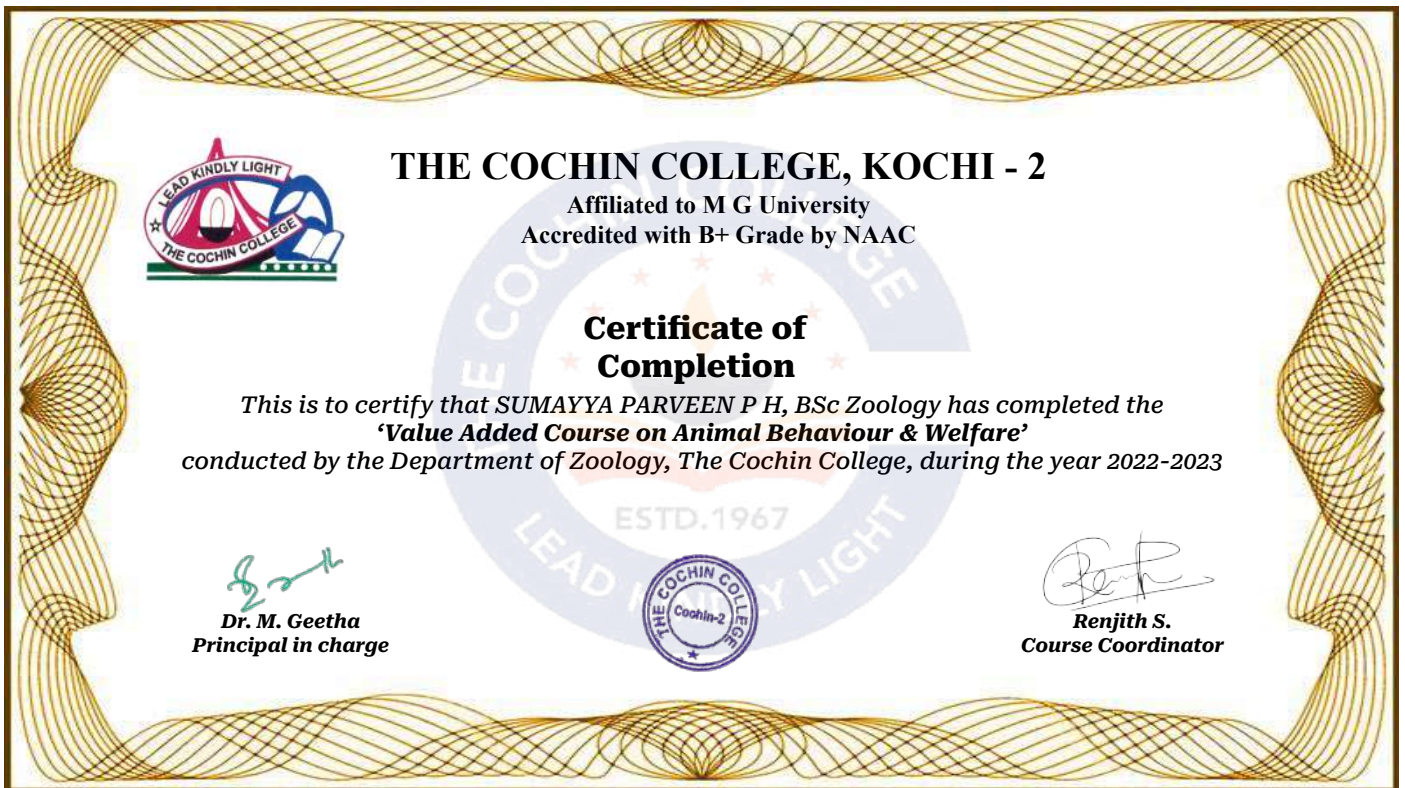 LEAD KINDLY LIGHT
THE COCHIN COLLEGE
THE COCHIN COLLEGE, KOCHI - 2
Affiliated to M G University
Accredited with B+ Grade by NAAC
THE COCHIN COLLEGE
Certificate of
Completion
This is to certify that SUMAYYA PARVEEN P H, BSc Zoology has completed the
‘Value Added Course on Animal Behaviour & Welfare’
conducted by the Department of Zoology, The Cochin College, during the year 2022-2023
ESTD.1967
LEAD KINDLY LIGHT
Dr. M. Geetha
Principal in charge
THE COCHIN COLLEGE
Cochin-2
Renjith S.
Course Coordinator